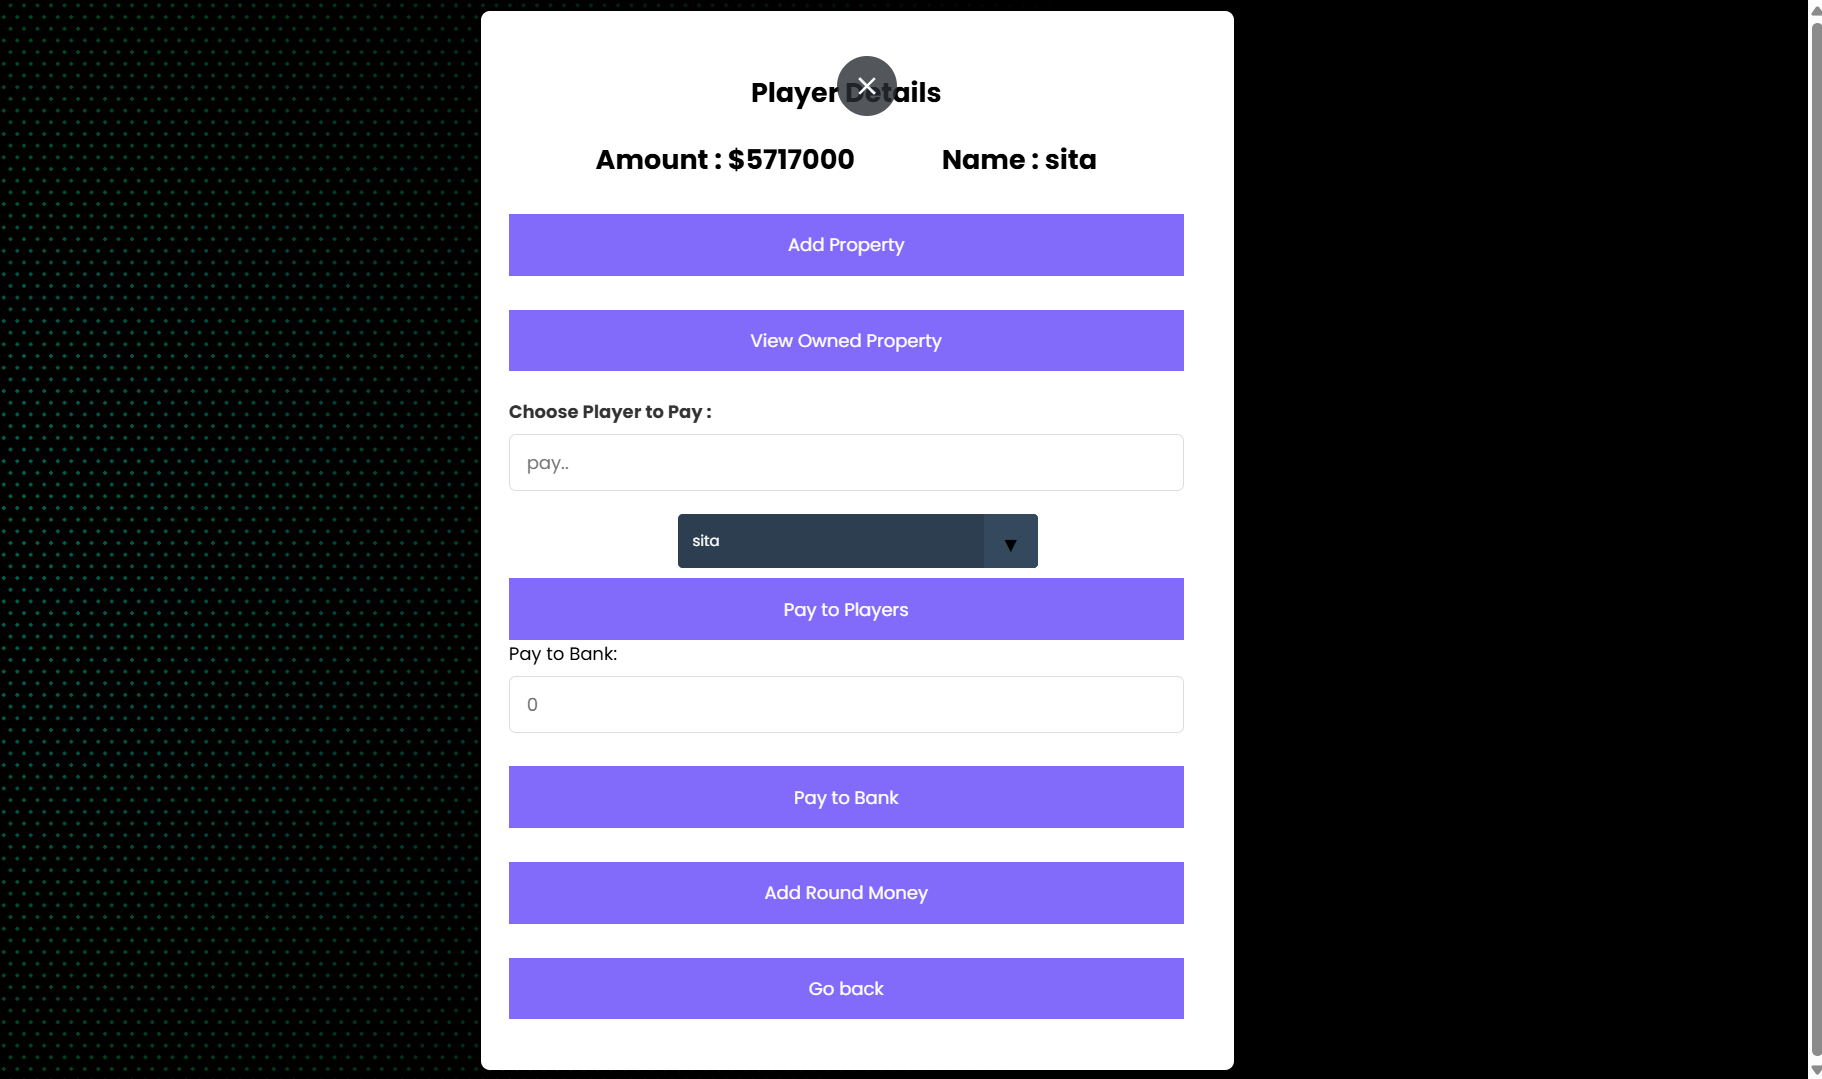 Player Details
Amount : $5717000 Name : sita
Add Property
View Owned Property
Choose Player to Pay :
pay..
sita
Pay to Players
Pay to Bank:
0
Pay to Bank
Add Round Money
Go back